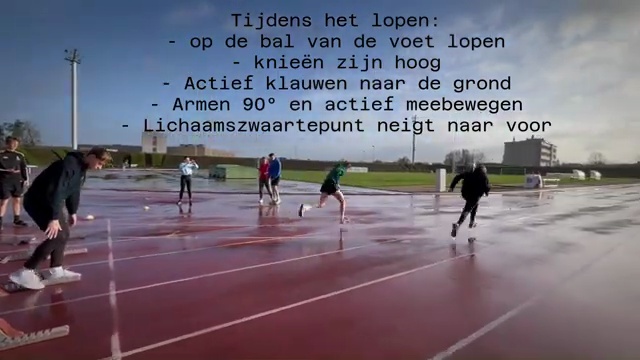 Tijdens het lopen:
- op de bal van de voet lopen
- knieën zijn hoog
- Actief klauwen naar de grond
- Armen 90° en actief meebewegen
- Lichaamszwaartepunt neigt naar voor